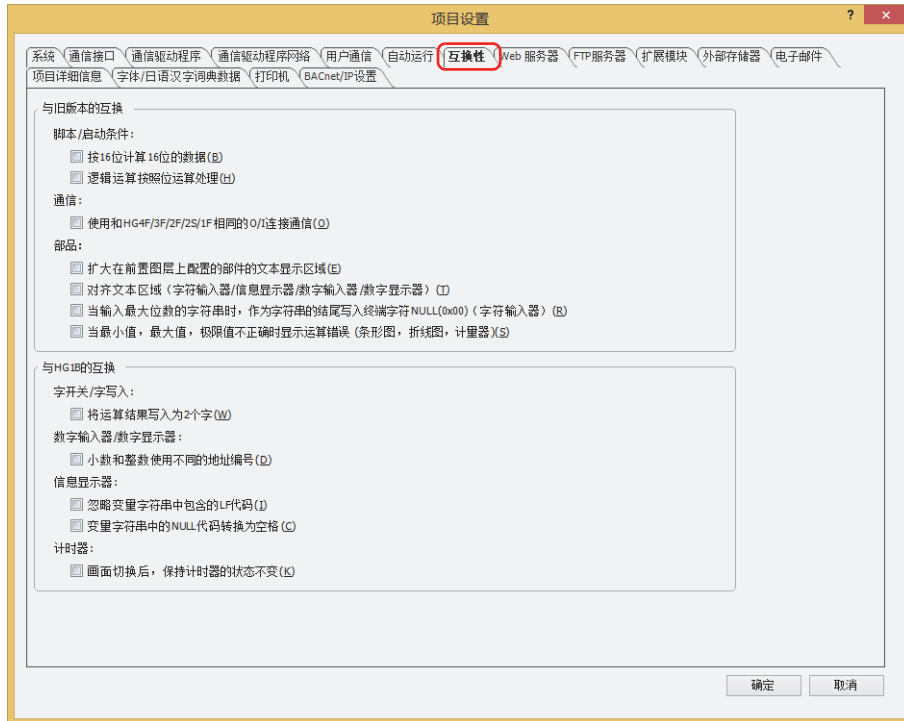 项目设置
? ×
系统 通信接口 通信驱动程序 通信驱动程序网络 用户通信 自动运行 互换性 Web 服务器 FTP服务器 扩展模块 外部存储器 电子邮件
项目详细信息 字体/日语汉字词典数据 打印机 BACnet/IP设置
与旧版本的互换
脚本/启动条件:
按16位计算16位的数据(B)
逻辑运算按照位运算处理(H)
通信:
使用和HG4F/3F/2F/2S/1F相同的O/I连接通信(O)
部品:
扩大在前置图层上配置的部件的文本显示区域(E)
对齐文本区域（字符输入器/信息显示器/数字输入器/数字显示器）(T)
当输入最大位数的字符串时，作为字符串的结尾写入终端字符NULL(0x00)（字符输入器）(R)
当最小值，最大值，极限值不正确时显示运算错误 (条形图，折线图，计量器)(S)
与HG1B的互换
字开关/字写入:
将运算结果写入为2个字(W)
数字输入器/数字显示器:
小数和整数使用不同的地址编号(D)
信息显示器:
忽略变量字符串中包含的LF代码(I)
变量字符串中的NULL代码转换为空格(C)
计时器:
画面切换后，保持计时器的状态不变(K)
确定 取消